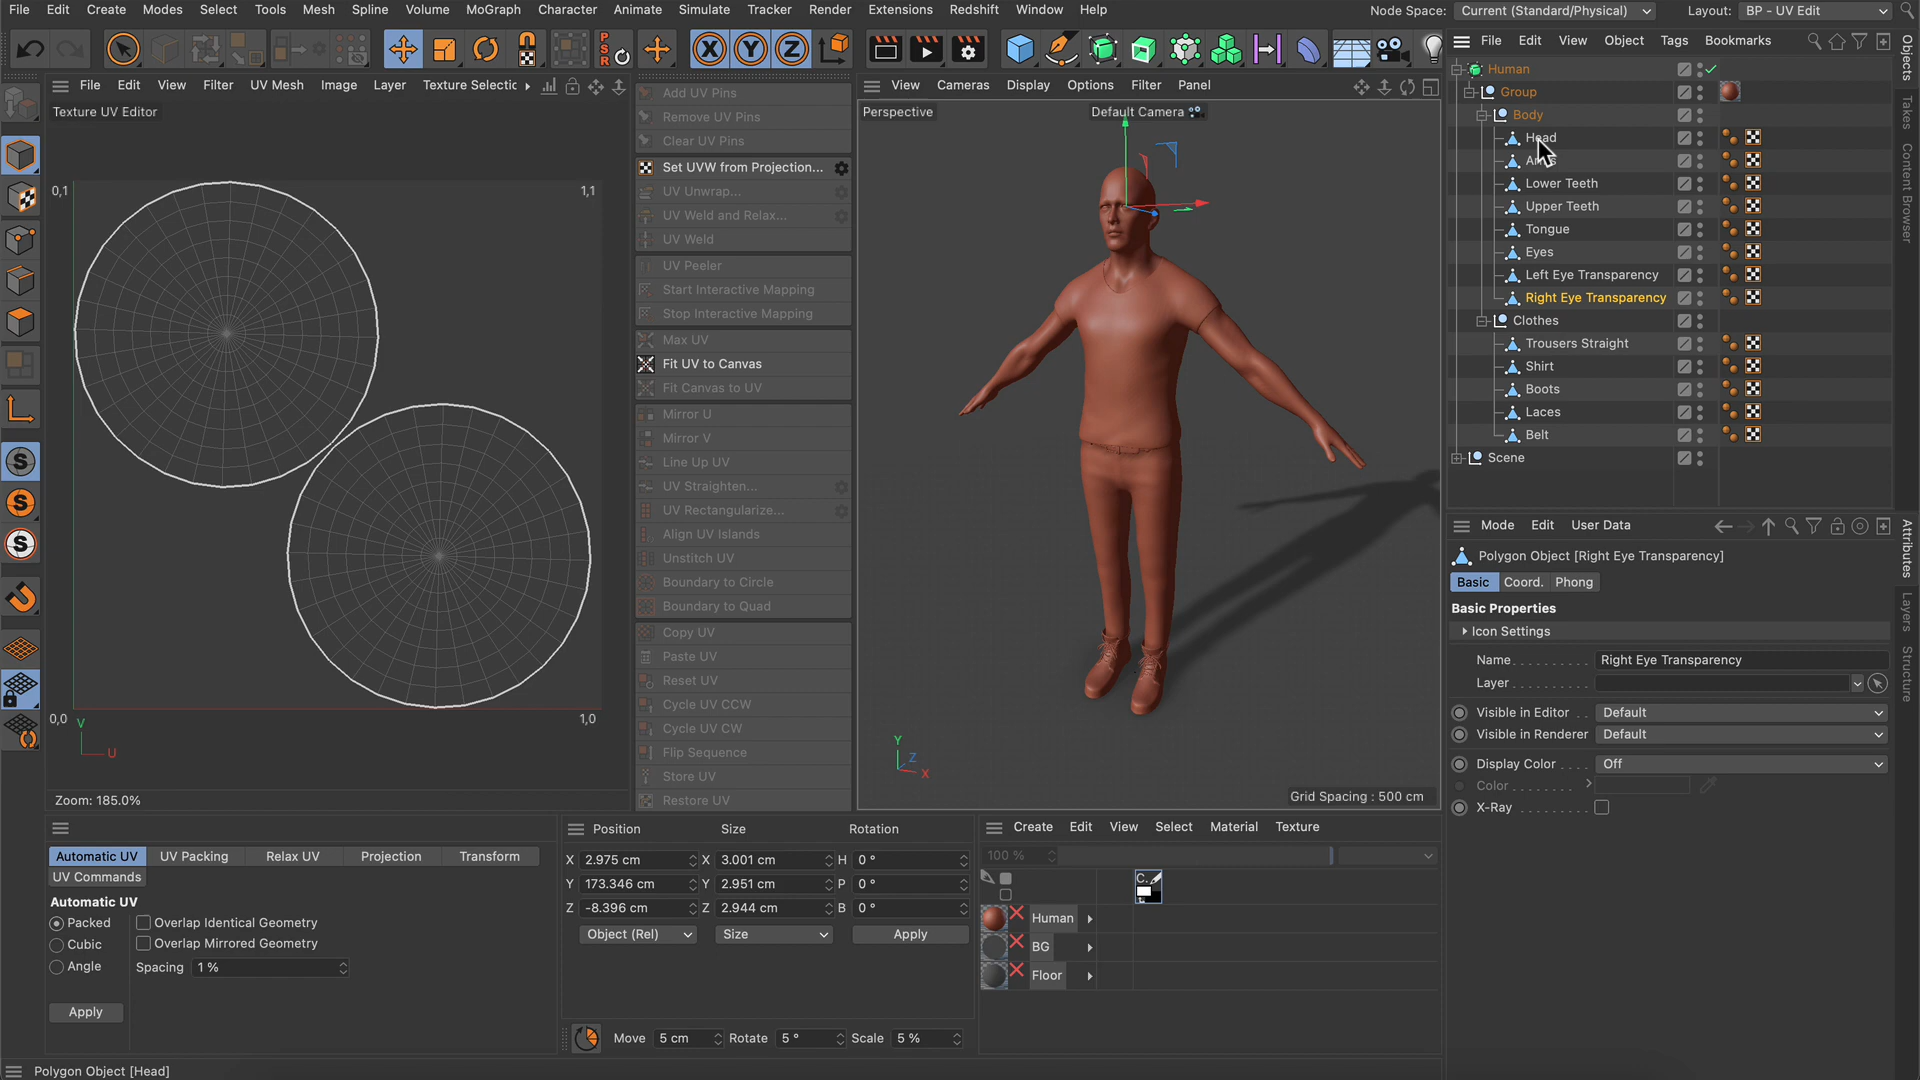 File Edit Create Modes Select Tools Mesh Spline Volume MoGraph Character Animate Simulate Tracker Render Extensions Redshift Window Help
Node Space: Current (Standard/Physical) Layout: BP - UV Edit
PSR
X Y Z
File Edit View Object Tags Bookmarks
Objects
Takes
Content Browser
Human
Group
Body
Head
Lower Teeth
Upper Teeth
Tongue
Eyes
Left Eye Transparency
Right Eye Transparency
Clothes
Trousers Straight
Shirt
Boots
Laces
Belt
Scene
File Edit View Filter UV Mesh Image Layer Texture Selectic
Texture UV Editor
0,1
1,1
0,0
1,0
V
U
Zoom: 185.0%
S
S
S
Add UV Pins
Remove UV Pins
Clear UV Pins
Set UVW from Projection...
UV Unwrap...
UV Weld and Relax...
UV Weld
UV Peeler
Start Interactive Mapping
Stop Interactive Mapping
Max UV
Fit UV to Canvas
Fit Canvas to UV
Mirror U
Mirror V
Line Up UV
UV Straighten...
UV Rectangularize...
Align UV Islands
Unstitch UV
Boundary to Circle
Boundary to Quad
Copy UV
Paste UV
Reset UV
Cycle UV CCW
Cycle UV CW
Flip Sequence
Store UV
Restore UV
View Cameras Display Options Filter Panel
Perspective
Default Camera
Y
Z
X
Grid Spacing : 500 cm
Mode Edit User Data
Attributes
Layers
Structure
Polygon Object [Right Eye Transparency]
Basic Coord. Phong
Basic Properties
Icon Settings
Name Right Eye Transparency
Layer
Visible in Editor Default
Visible in Renderer Default
Display Color Off
Color
X-Ray
Automatic UV UV Packing Relax UV Projection Transform
UV Commands
Automatic UV
Packed Overlap Identical Geometry
Cubic Overlap Mirrored Geometry
Angle Spacing 1 %
Apply
Position Size Rotation
X 2.975 cm X 3.001 cm H 0 °
Y 173.346 cm Y 2.951 cm P 0 °
Z -8.396 cm Z 2.944 cm B 0 °
Object (Rel) Size Apply
Move 5 cm Rotate 5 ° Scale 5 %
Create Edit View Select Material Texture
100 %
C.
Human
BG
Floor
Polygon Object [Head]